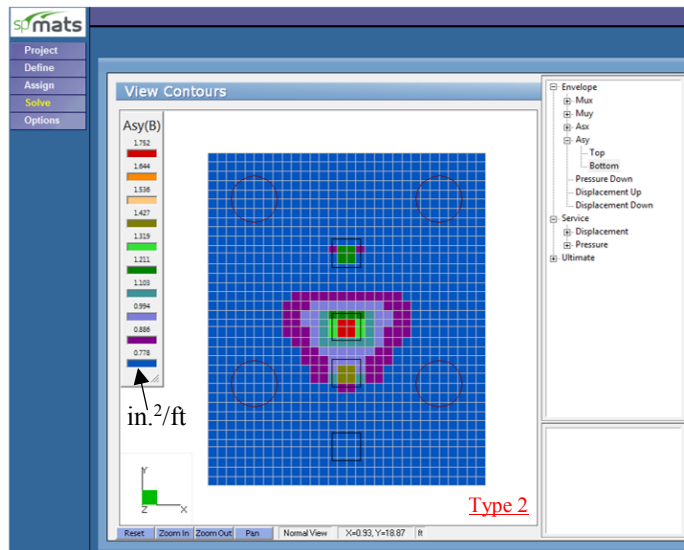 spmats
Project
Define
Assign
Solve
Options
View Contours
Asy(B)
1.752
1.644
1.536
1.427
1.319
1.211
1.103
0.994
0.886
0.778
in.²/ft
Y
Z X
Type 2
Reset Zoom In Zoom Out Pan Normal View X=0.93, Y=18.87 ft
Envelope
Mux
Muy
Asx
Asy
Top
Bottom
Pressure Down
Displacement Up
Displacement Down
Service
Displacement
Pressure
Ultimate